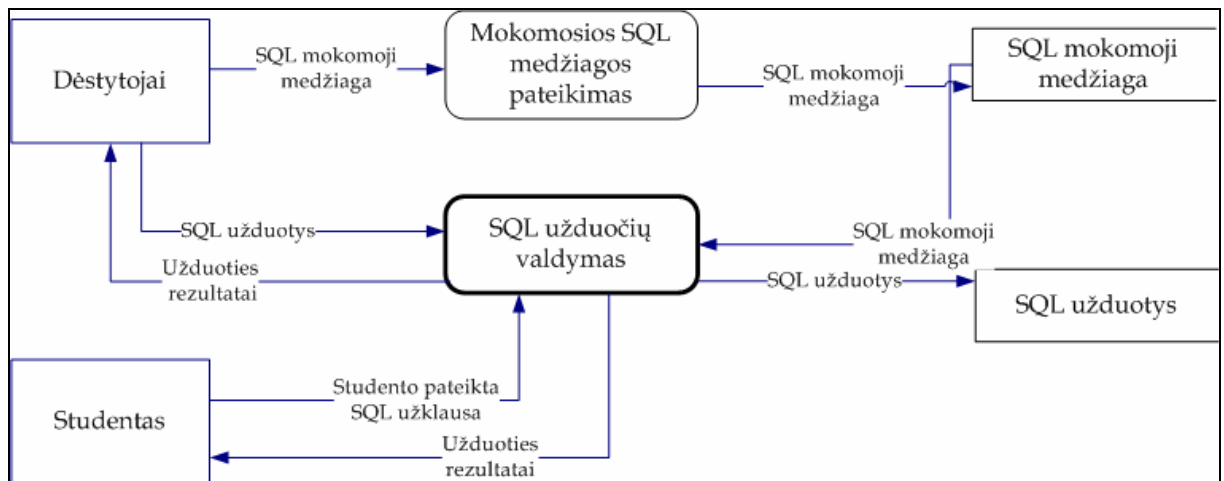 Dėstytojai
SQL mokomoji
medžiaga
Mokomosios SQL
medžiagos
pateikimas
SQL mokomoji
medžiaga
SQL mokomoji
medžiaga
SQL užduotys
Užduoties
rezultatai
SQL užduočių
valdymas
SQL mokomoji
medžiaga
SQL užduotys
SQL užduotys
Studentas
Studento pateikta
SQL užklausa
Užduoties
rezultatai